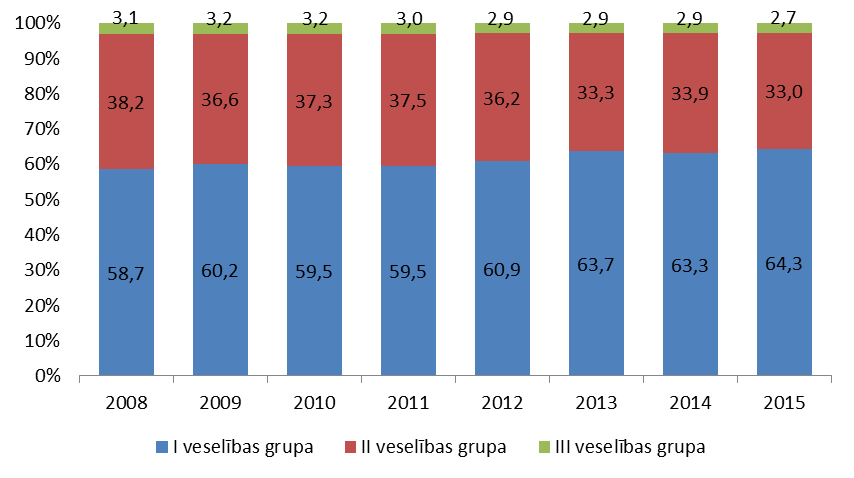 100%
90%
80%
70%
60%
50%
40%
30%
20%
10%
0%
3,1 3,2 3,2 3,0 2,9 2,9 2,9 2,7
38,2 36,6 37,3 37,5 36,2 33,3 33,9 33,0
58,7 60,2 59,5 59,5 60,9 63,7 63,3 64,3
2008 2009 2010 2011 2012 2013 2014 2015
I veselības grupa II veselības grupa III veselības grupa